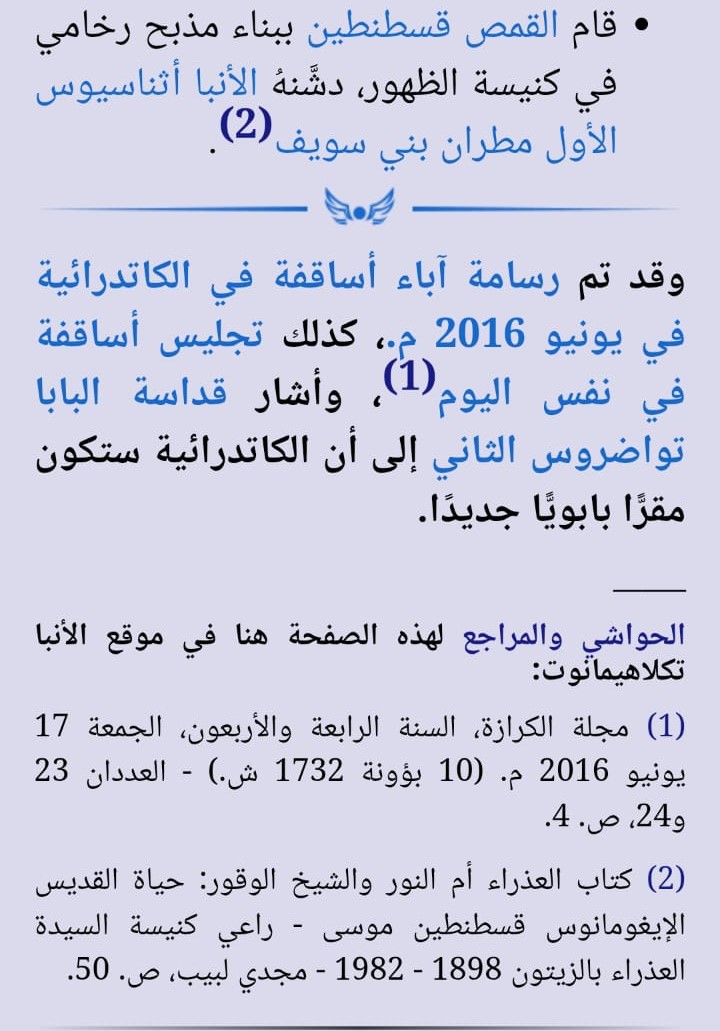 • قام القمص قسطنطين ببناء مذبح رخامي
في كنيسة الظهور، دشَّنهُ الأنبا أثناسيوس
الأول مطران بني سويف(2).
وقد تم رسامة آباء أساقفة في الكاتدرائية
في يونيو 2016 م.، كذلك تجليس أساقفة
في نفس اليوم(1)، وأشار قداسة البابا
تواضروس الثاني إلى أن الكاتدرائية ستكون
مقرًّا بابويًّا جديدًا.
الحواشي والمراجع لهذه الصفحة هنا في موقع الأنبا
تكلاهيمانوت:
(1) مجلة الكرازة، السنة الرابعة والأربعون، الجمعة 17
يونيو 2016 م. (10 بؤونة 1732 ش.) - العددان 23
و24، ص. 4.
(2) كتاب العذراء أم النور والشيخ الوقور: حياة القديس
الإيغومانوس قسطنطين موسى - راعي كنيسة السيدة
العذراء بالزيتون 1898 - 1982 - مجدي لبيب، ص. 50.